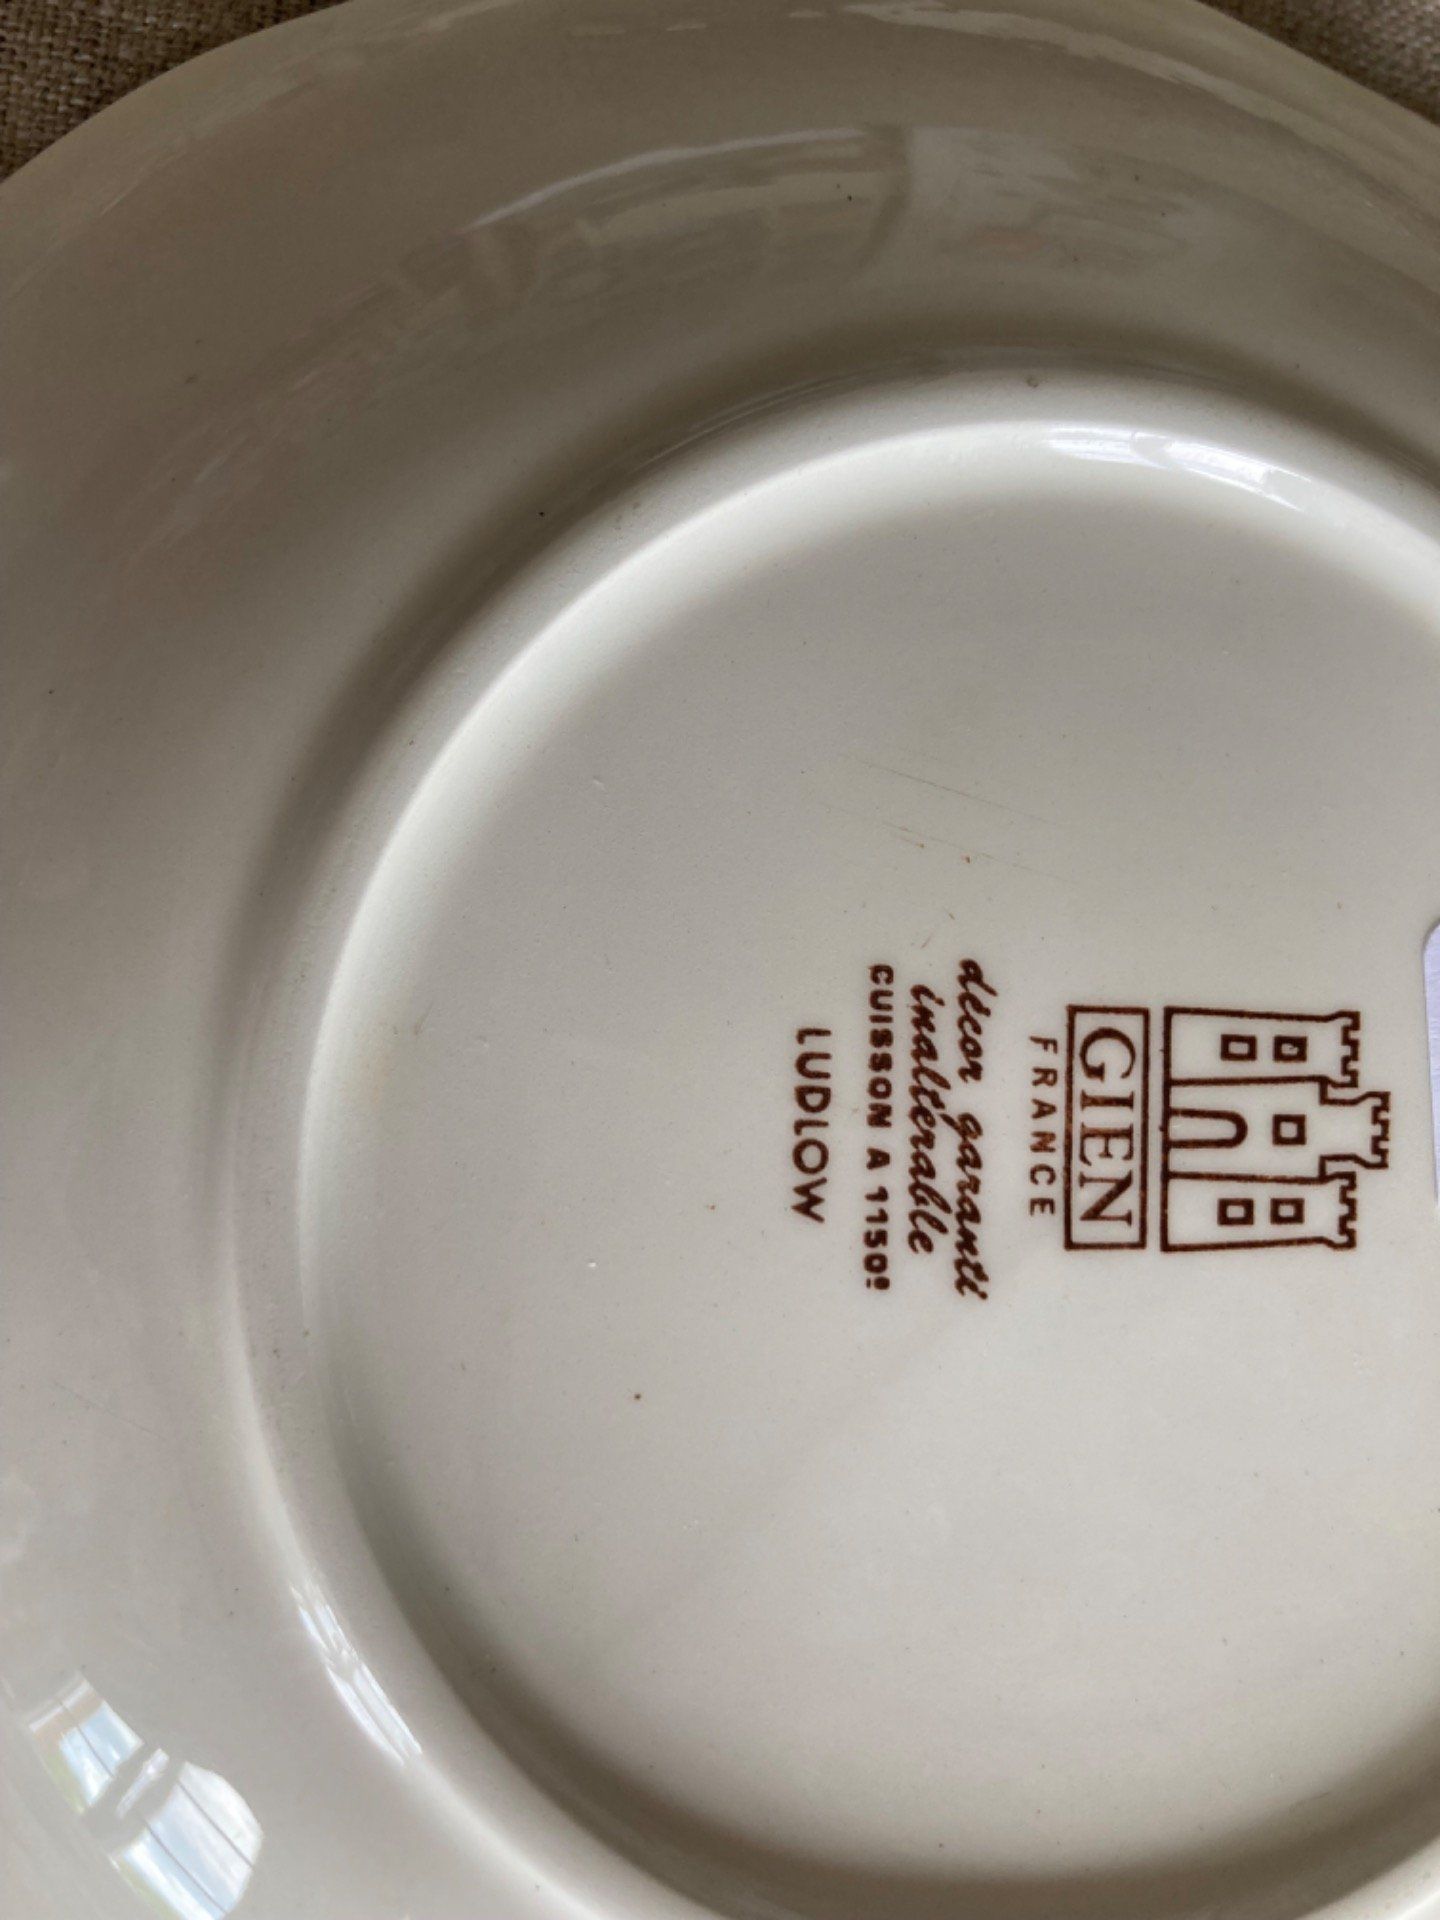 GIEN
FRANCE
décor garanti
inaltérable
CUISSON A 1150º
LUDLOW